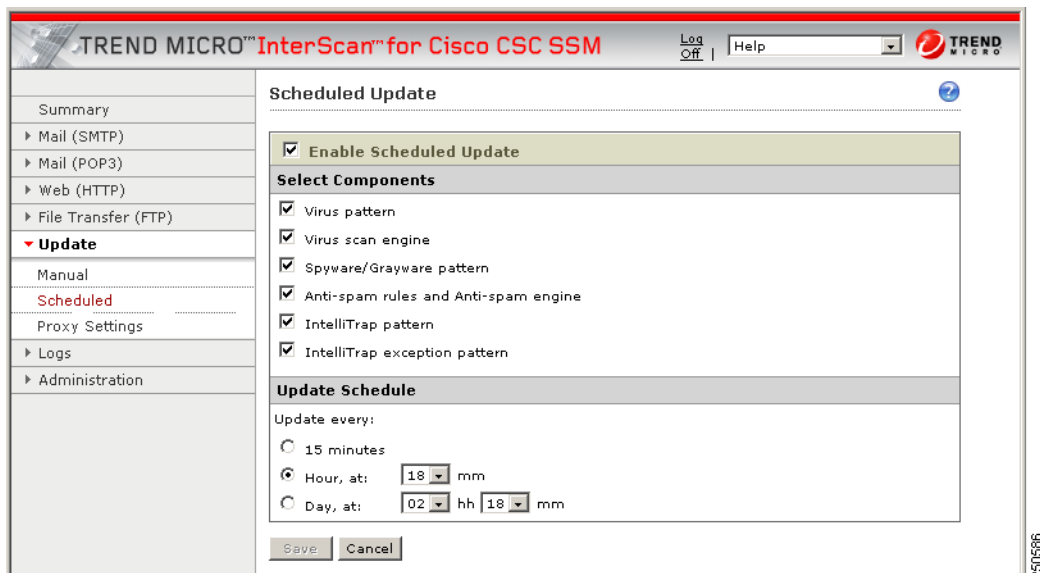 TREND MICRO™ InterScan™ for Cisco CSC SSM
Log Off | Help
TREND MICRO
Summary
Mail (SMTP)
Mail (POP3)
Web (HTTP)
File Transfer (FTP)
Update
Manual
Scheduled
Proxy Settings
Logs
Administration
Scheduled Update
?
Enable Scheduled Update
Select Components
Virus pattern
Virus scan engine
Spyware/Grayware pattern
Anti-spam rules and Anti-spam engine
IntelliTrap pattern
IntelliTrap exception pattern
Update Schedule
Update every:
15 minutes
Hour, at: 18 mm
Day, at: 02 hh 18 mm
Save Cancel
250586